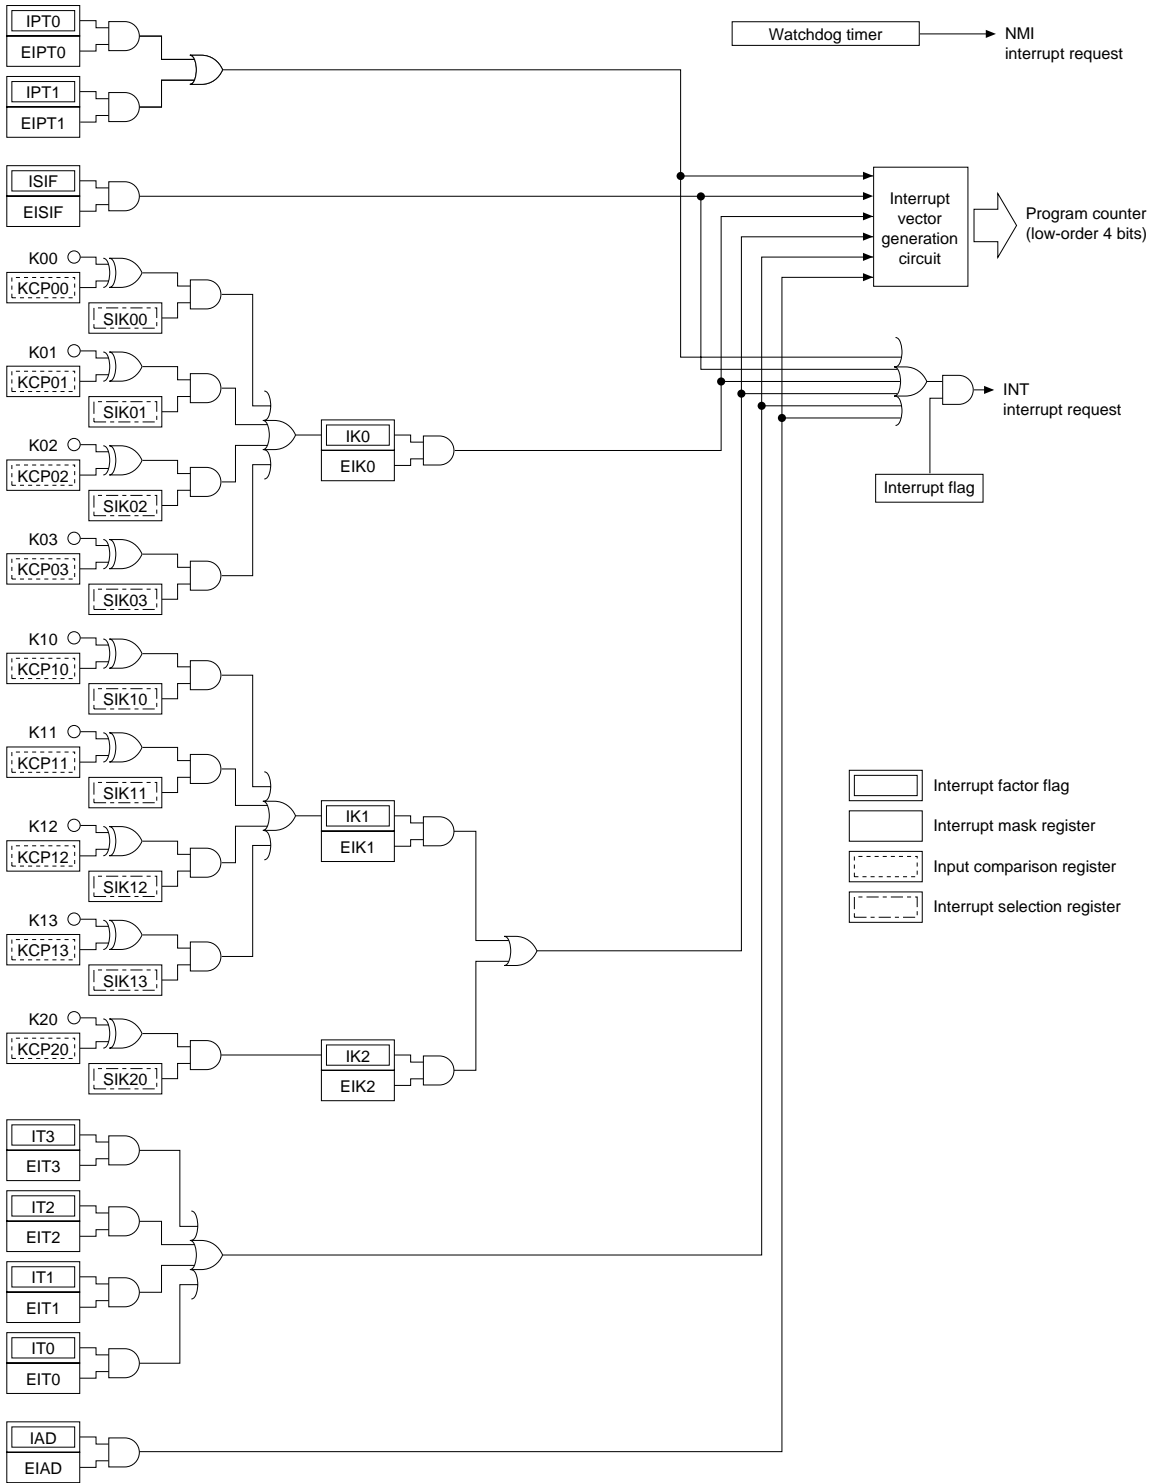 IPT0
EIPT0
IPT1
EIPT1
Watchdog timer
NMI
interrupt request
ISIF
EISIF
Interrupt
vector
generation
circuit
Program counter
(low-order 4 bits)
K00
KCP00
SIK00
K01
KCP01
SIK01
K02
KCP02
SIK02
K03
KCP03
SIK03
IK0
EIK0
INT
interrupt request
Interrupt flag
K10
KCP10
SIK10
K11
KCP11
SIK11
K12
KCP12
SIK12
K13
KCP13
SIK13
IK1
EIK1
K20
KCP20
SIK20
IK2
EIK2
Interrupt factor flag
Interrupt mask register
Input comparison register
Interrupt selection register
IT3
EIT3
IT2
EIT2
IT1
EIT1
IT0
EIT0
IAD
EIAD